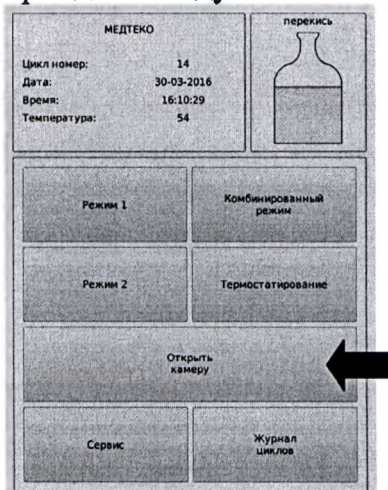 МЕДТЕКО
Цикл номер: 14
Дата: 30-03-2016
Время: 16:10:29
Температура: 54
перекись
Режим 1
Комбинированный
режим
Режим 2
Термостатирование
Открыть
камеру
Сервис
Журнал
циклов